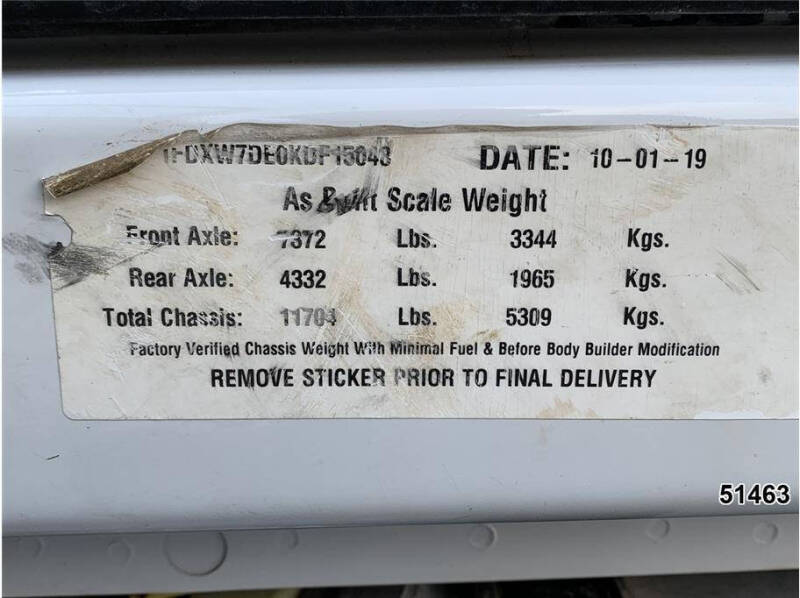 1FDXW7DE0KDF15043 DATE: 10-01-19
As Built Scale Weight
Front Axle: 7372 Lbs. 3344 Kgs.
Rear Axle: 4332 Lbs. 1965 Kgs.
Total Chassis: 11704 Lbs. 5309 Kgs.
Factory Verified Chassis Weight With Minimal Fuel & Before Body Builder Modification
REMOVE STICKER PRIOR TO FINAL DELIVERY
51463